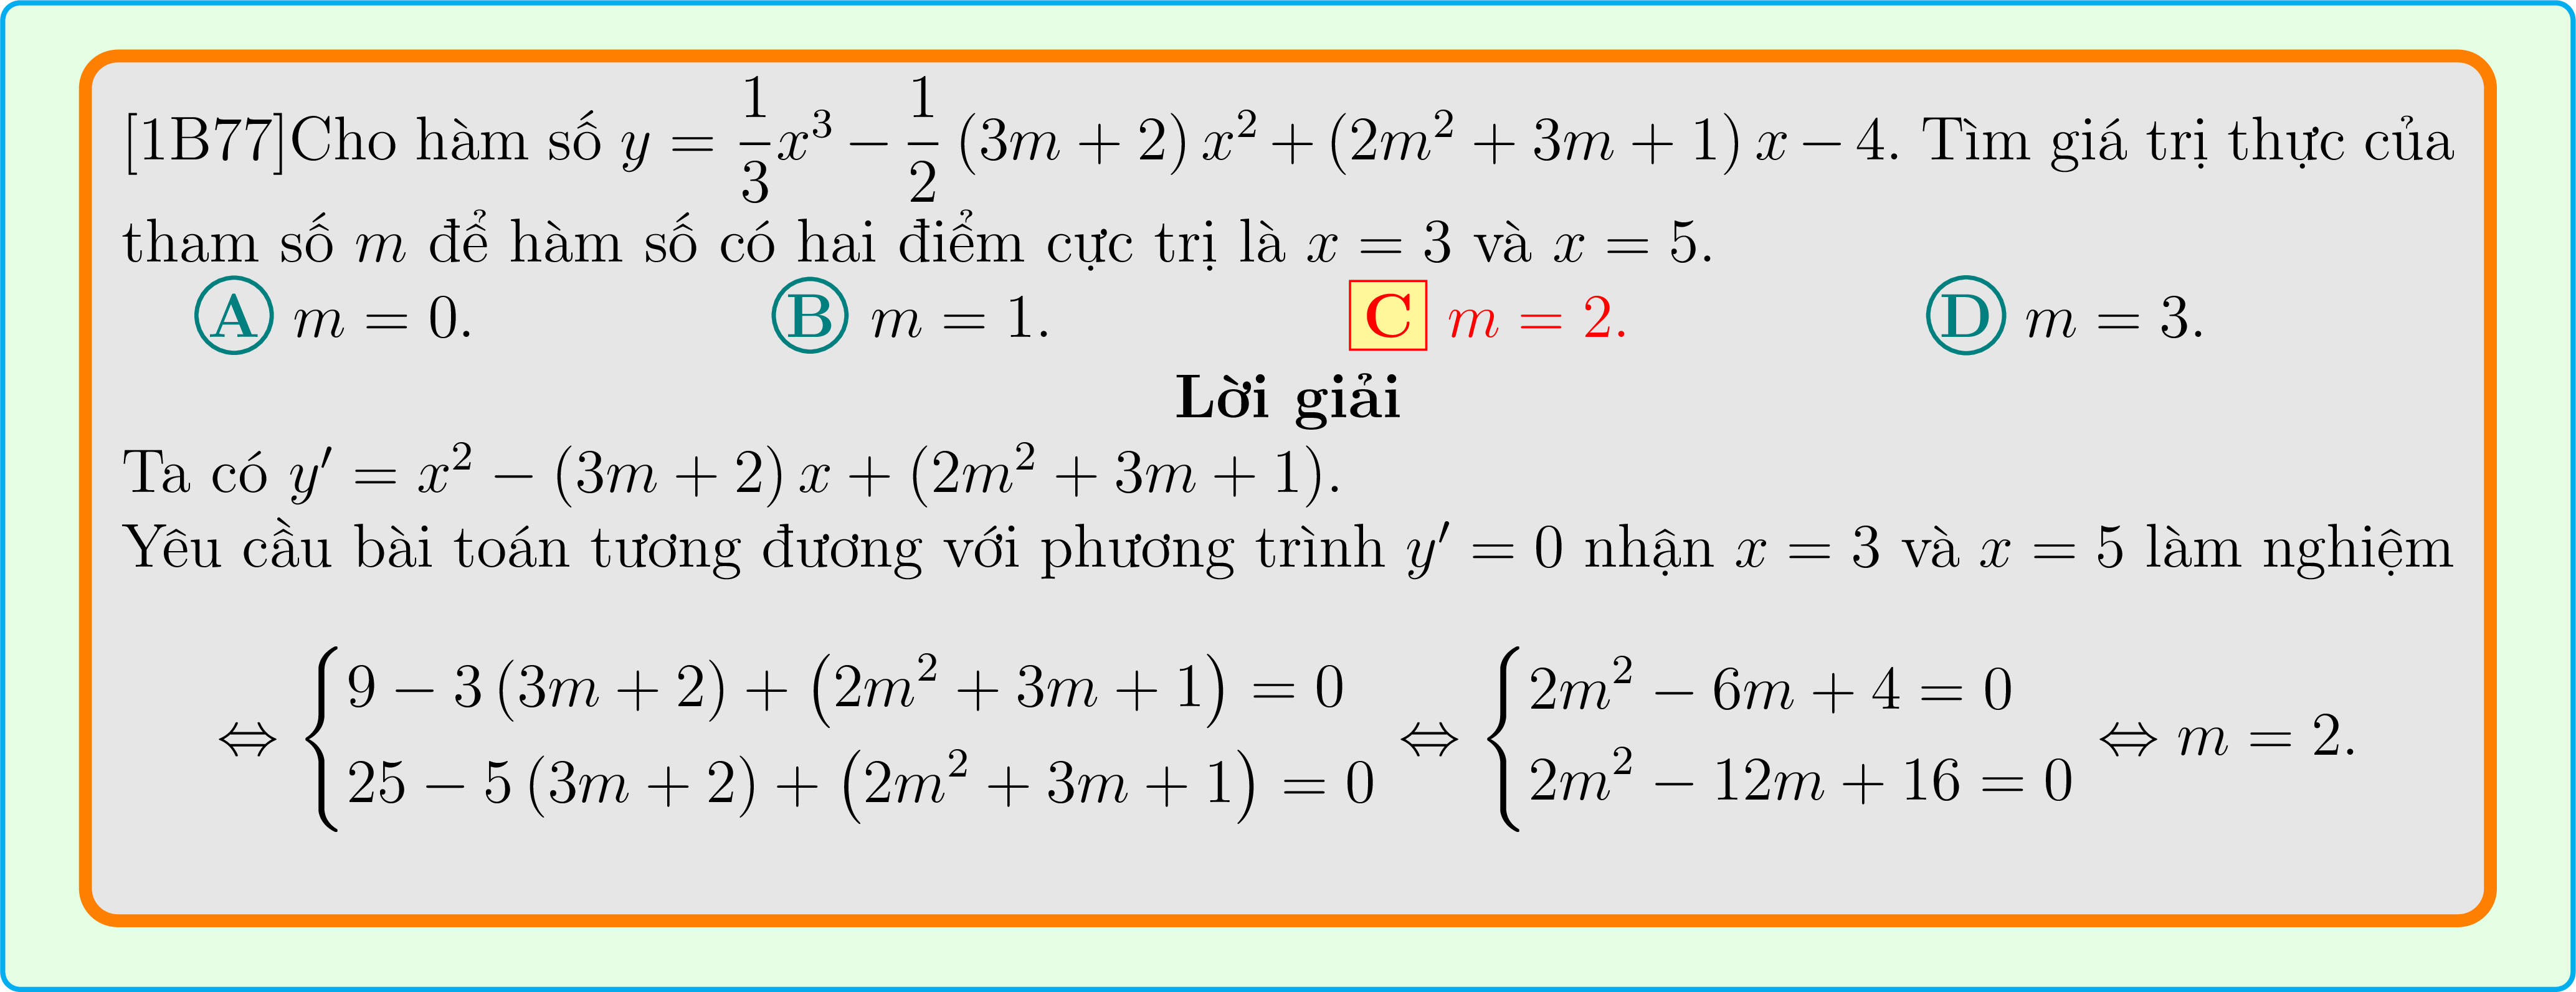 [1B77]Cho hàm số $y = \dfrac{1}{3}x^3 - \dfrac{1}{2}(3m + 2)x^2 + (2m^2 + 3m + 1)x - 4$. Tìm giá trị thực của
tham số $m$ để hàm số có hai điểm cực trị là $x = 3$ và $x = 5$.
A $m = 0$. B $m = 1$. C $m = 2$. D $m = 3$.
Lời giải
Ta có $y' = x^2 - (3m + 2)x + (2m^2 + 3m + 1)$.
Yêu cầu bài toán tương đương với phương trình $y' = 0$ nhận $x = 3$ và $x = 5$ làm nghiệm
$\Leftrightarrow \begin{cases} 9 - 3(3m + 2) + (2m^2 + 3m + 1) = 0 \\ 25 - 5(3m + 2) + (2m^2 + 3m + 1) = 0 \end{cases} \Leftrightarrow \begin{cases} 2m^2 - 6m + 4 = 0 \\ 2m^2 - 12m + 16 = 0 \end{cases} \Leftrightarrow m = 2.$